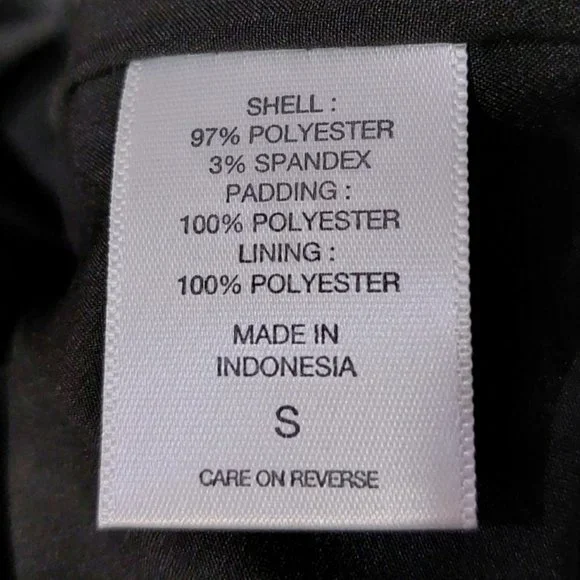 SHELL :
97% POLYESTER
3% SPANDEX
PADDING :
100% POLYESTER
LINING :
100% POLYESTER
MADE IN
INDONESIA
S
CARE ON REVERSE